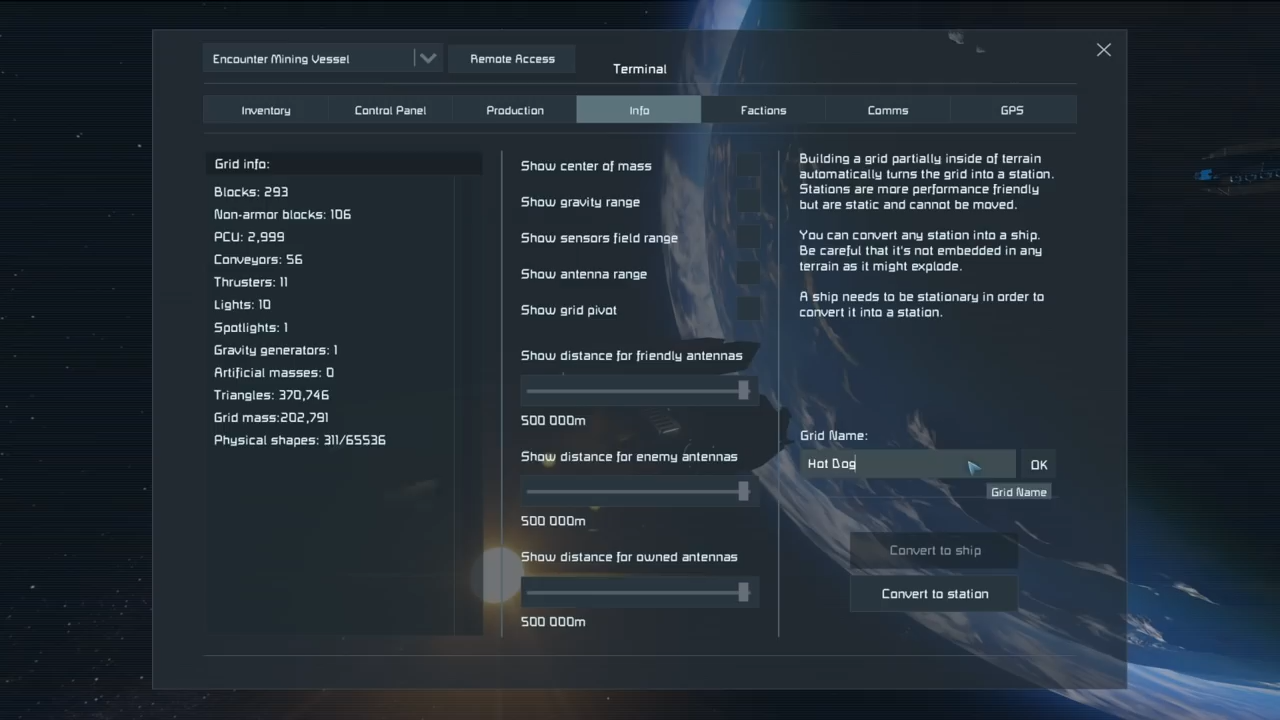 Encounter Mining Vessel
Remote Access
Terminal
Inventory
Control Panel
Production
Info
Factions
Comms
GPS
Grid info:
Blocks: 293
Non-armor blocks: 106
PCU: 2,999
Conveyors: 56
Thrusters: 11
Lights: 10
Spotlights: 1
Gravity generators: 1
Artificial masses: 0
Triangles: 370,746
Grid mass:202,791
Physical shapes: 311/65536
Show center of mass
Show gravity range
Show sensors field range
Show antenna range
Show grid pivot
Show distance for friendly antennas
500 000m
Show distance for enemy antennas
500 000m
Show distance for owned antennas
500 000m
Building a grid partially inside of terrain
automatically turns the grid into a station.
Stations are more performance friendly
but are static and cannot be moved.
You can convert any station into a ship.
Be careful that it's not embedded in any
terrain as it might explode.
A ship needs to be stationary in order to
convert it into a station.
Grid Name:
Hot Dog
OK
Grid Name
Convert to ship
Convert to station